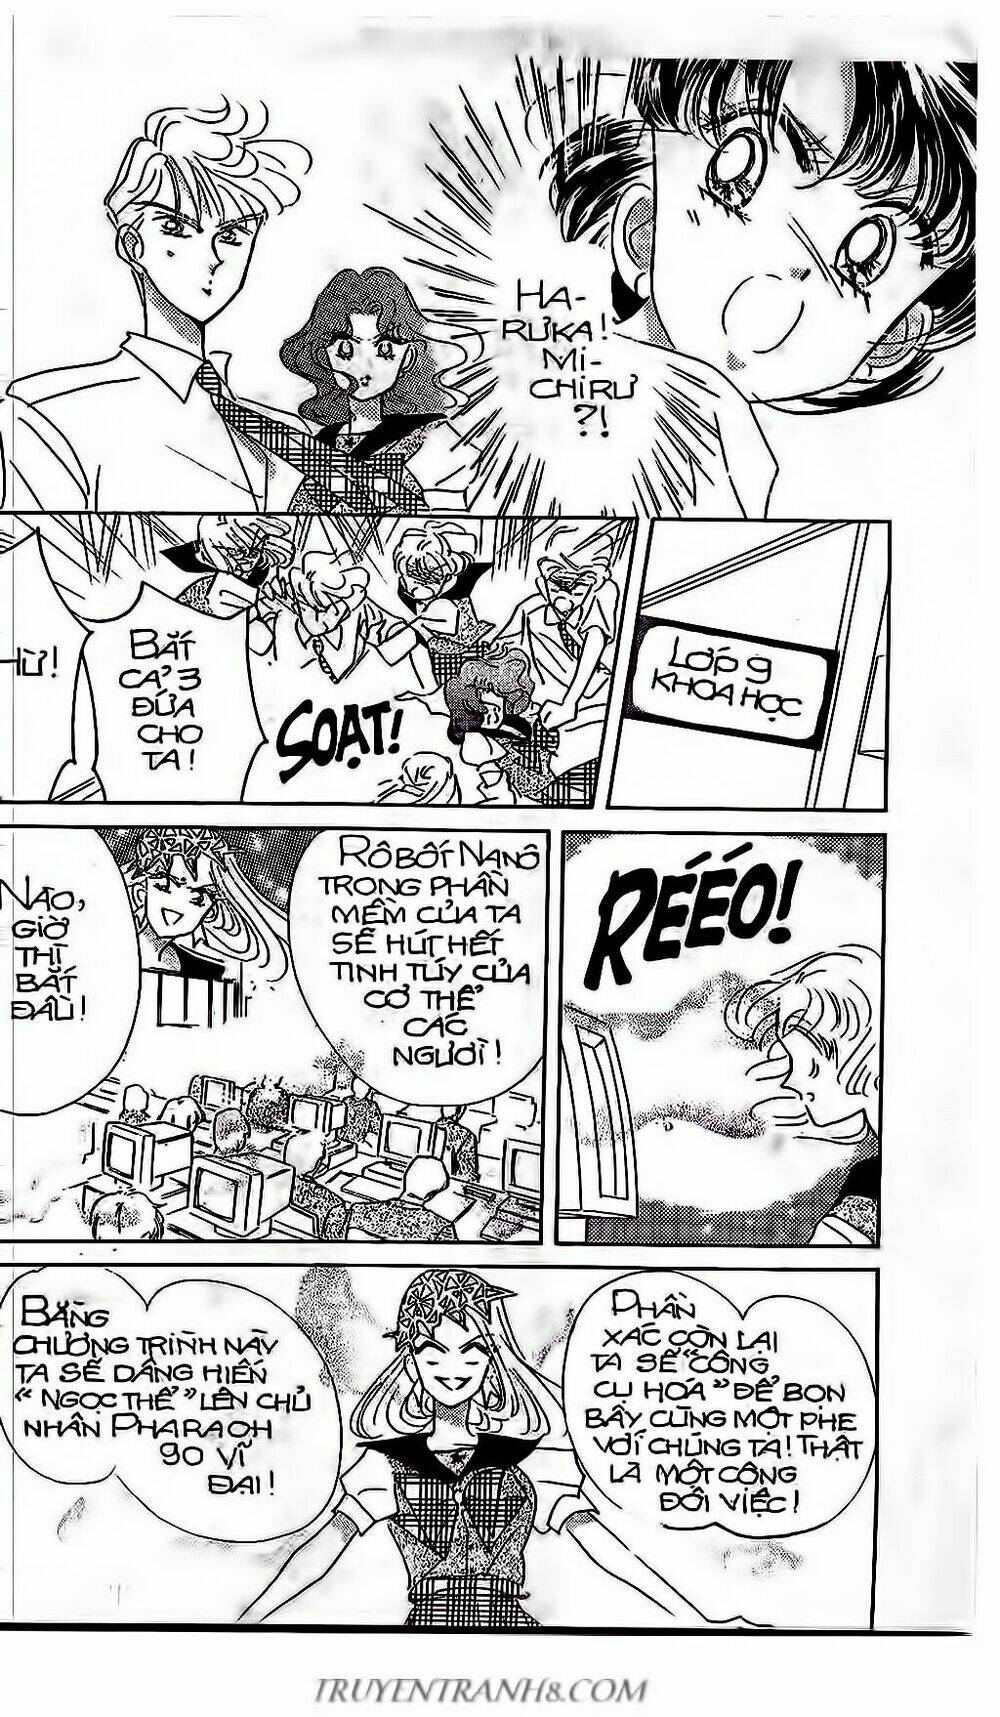 HA-
RƯKA!
MI-
CHIRƯ
?!
LỚP 9
KHOA HỌC
SOẠT!
BẮT
CẢ 3
ĐỨA
CHO
TA!
HỪ!
RÉÉO!
RÔBỐT NANÔ
TRONG PHẦN
MỀM CỦA TA
SẼ HÚT HẾT
TINH TÚY CỦA
CƠ THỂ
CÁC
NGƯƠI!
NÀO,
GIỜ
THÌ
BẮT
ĐẦU!
PHẦN
XÁC CÒN LẠI
TA SẼ "CÔNG
CỤ HÓA" ĐỂ BỌN
BÂY CÙNG MỘT PHE
VỚI CHÚNG TA! THẬT
LÀ MỘT CÔNG
ĐÔI VIỆC!
BẰNG
CHƯƠNG TRÌNH NÀY
TA SẼ DÂNG HIẾN
"NGỌC THỂ" LÊN CHỦ
NHÂN PHARAOH
90 VĨ
ĐẠI!
TRUYENTRANH8.COM